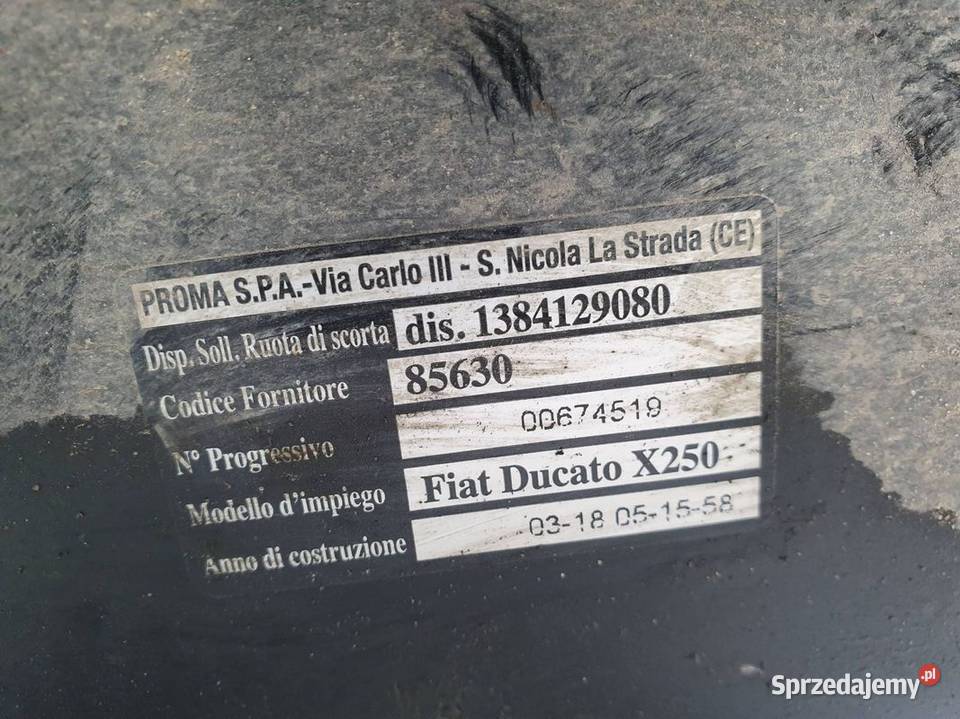 PROMA S.P.A.-Via Carlo III - S. Nicola La Strada (CE)
Disp. Soll. Ruota di scorta dis. 1384129080
Codice Fornitore 85630
N° Progressivo 00674519
Modello d'impiego Fiat Ducato X250
Anno di costruzione 03-18 05-15-58
Sprzedajemy.pl